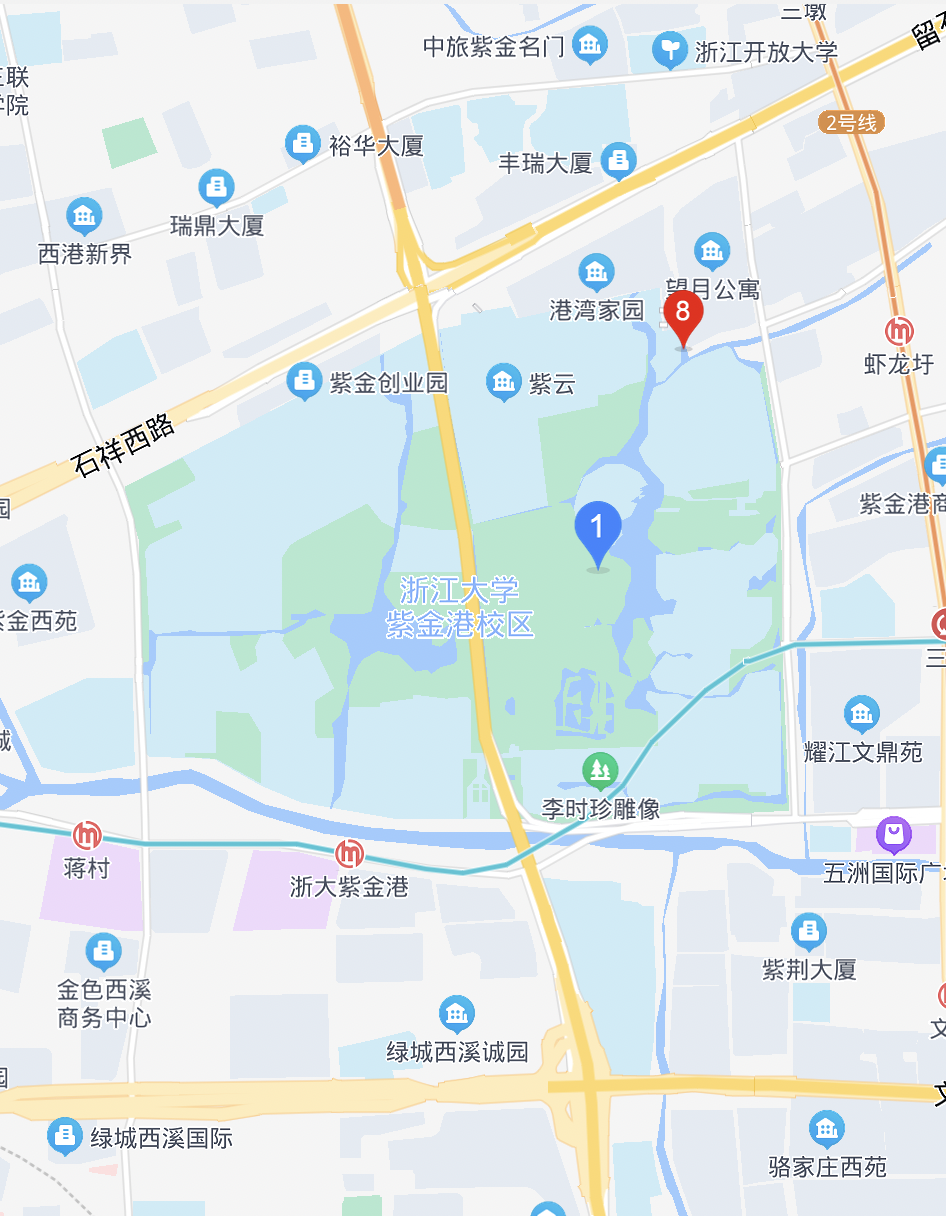 三墩
留
中旅紫金名门
浙江开放大学
三联
学院
2号线
裕华大厦
丰瑞大厦
瑞鼎大厦
西港新界
望月公寓
港湾家园
8
虾龙圩
紫金创业园
紫云
石祥西路
紫金港商
园
1
浙江大学
紫金港校区
紫金西苑
三
城
耀江文鼎苑
李时珍雕像
蒋村
浙大紫金港
五洲国际广
紫荆大厦
金色西溪
商务中心
文
绿城西溪诚园
园
文
绿城西溪国际
骆家庄西苑